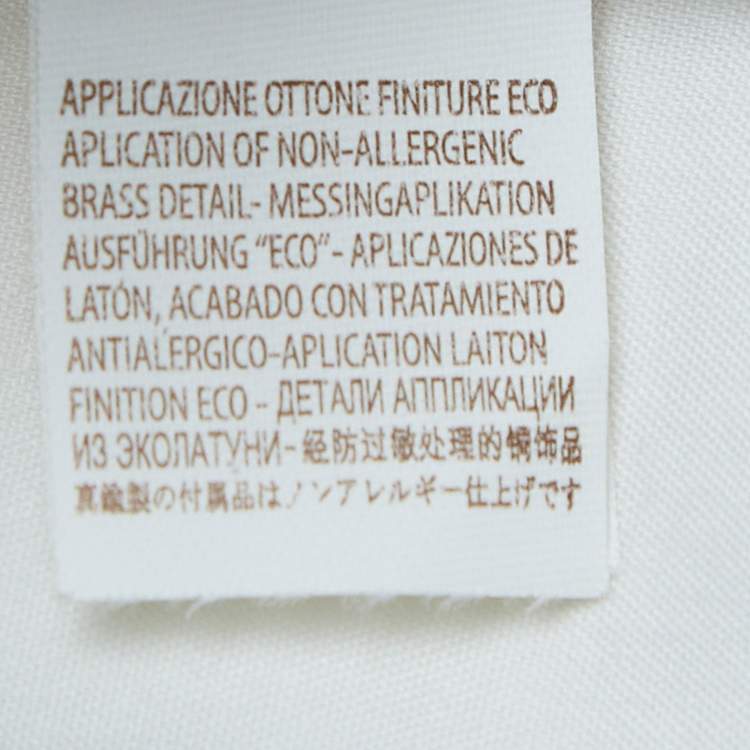 APPLICAZIONE OTTONE FINITURE ECO
APLICATION OF NON-ALLERGENIC
BRASS DETAIL- MESSINGAPLIKATION
AUSFÜHRUNG “ECO”- APLICAZIONES DE
LATÓN, ACABADO CON TRATAMIENTO
ANTIALERGICO-APLICATION LAITON
FINITION ECO - ДЕТАЛИ АППЛИКАЦИИ
ИЗ ЭКОЛАТУНИ- 经防过敏处理的铜饰品
真鍮製の付属品はノンアレルギー仕上げです